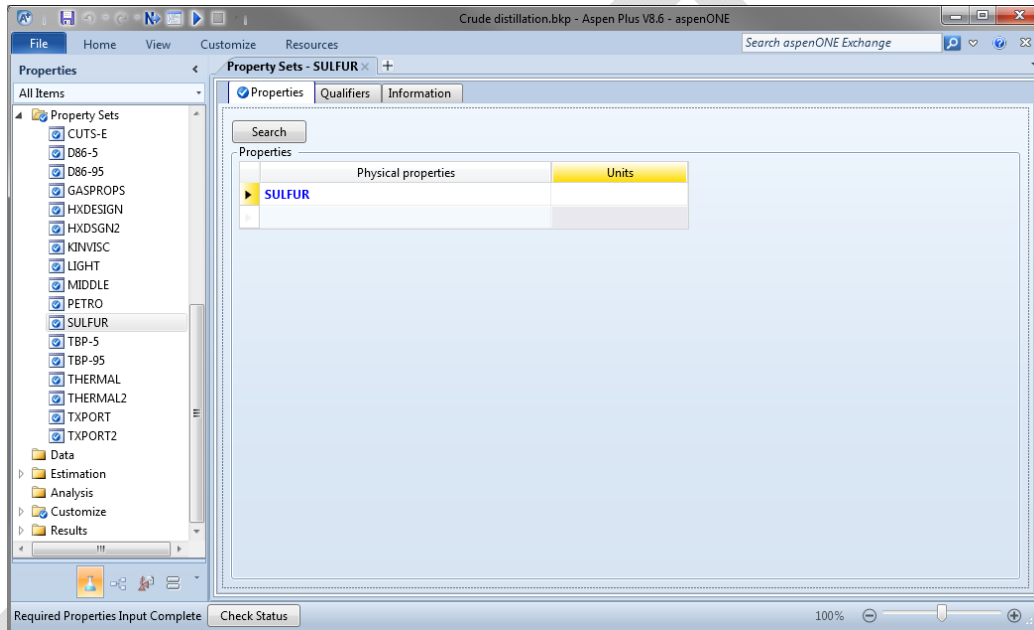 Crude distillation.bkp - Aspen Plus V8.6 - aspenONE
File Home View Customize Resources Search aspenONE Exchange
Properties
Property Sets - SULFUR
All Items
Properties Qualifiers Information
Property Sets
CUTS-E
D86-5
D86-95
GASPROPS
HXDESIGN
HXDSGN2
KINVISC
LIGHT
MIDDLE
PETRO
SULFUR
TBP-5
TBP-95
THERMAL
THERMAL2
TXPORT
TXPORT2
Data
Estimation
Analysis
Customize
Results
Search
Properties
Physical properties Units
SULFUR
Required Properties Input Complete Check Status 100%